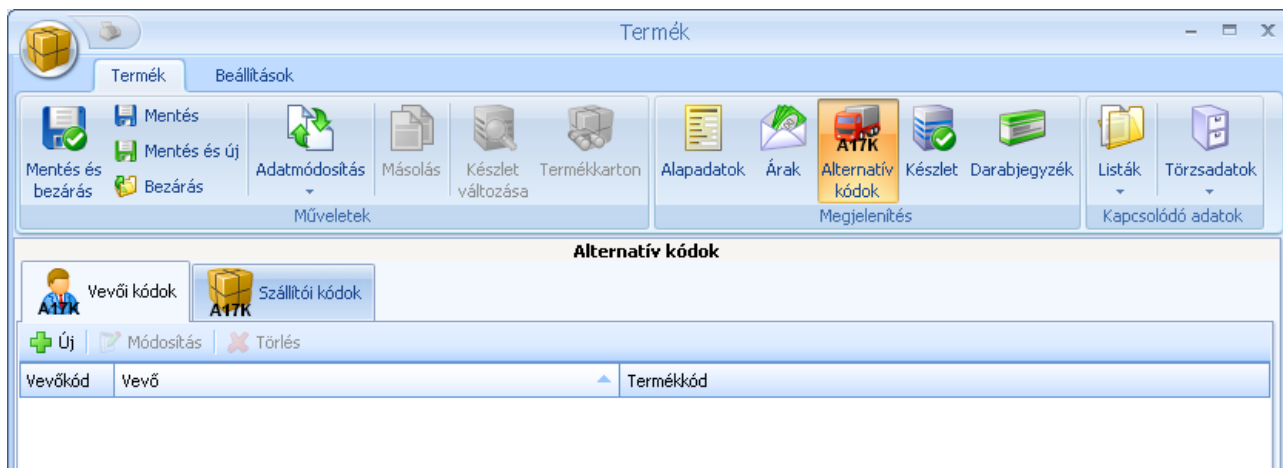 Termék
Termék Beállítások
Mentés és bezárás
Mentés
Mentés és új
Bezárás
Adatmódosítás
Másolás
Készlet változása
Termékkarton
Műveletek
Alapadatok
Árak
A17K
Alternatív kódok
Készlet
Darabjegyzék
Megjelenítés
Listák
Törzsadatok
Kapcsolódó adatok
Alternatív kódok
A17K Vevői kódok
A17K Szállítói kódok
Új Módosítás Törlés
Vevőkód Vevő Termékkód